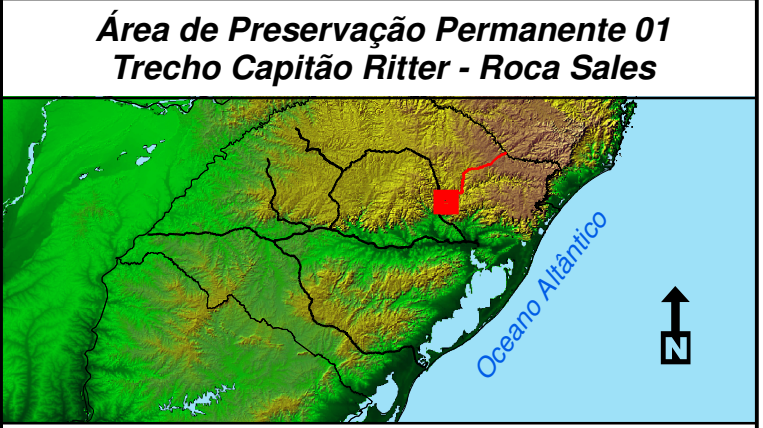 Área de Preservação Permanente 01
Trecho Capitão Ritter - Roca Sales
Oceano Altântico
N